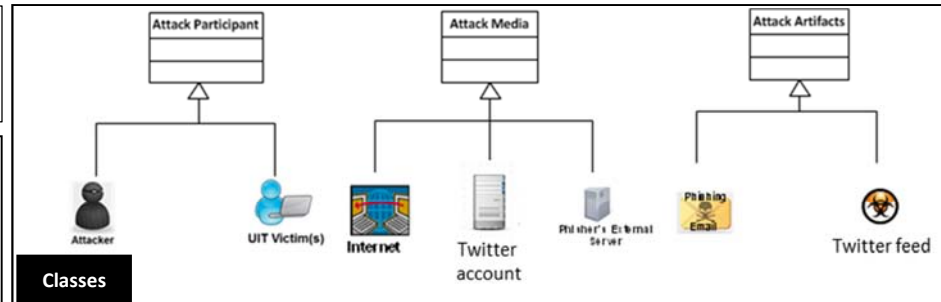 Attack Participant
Attack Media
Attack Artifacts
Attacker
UIT Victim(s)
Internet
Twitter
account
Phisher's External
Server
Phishing
Email
Twitter feed
Classes